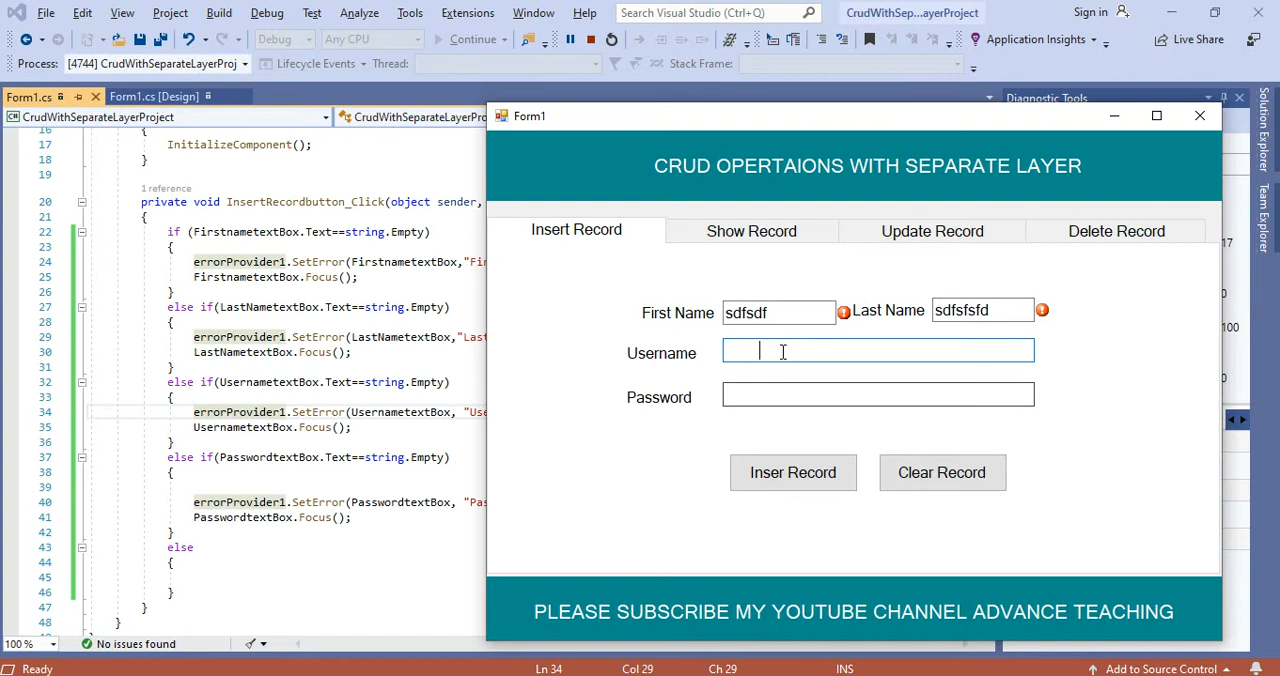 File Edit View Project Build Debug Test Analyze Tools Extensions Window Help Search Visual Studio (Ctrl+Q) CrudWithSep...ayerProject Sign in
Debug Any CPU Continue Application Insights Live Share
Process: [4744] CrudWithSeparateLayerProj Lifecycle Events Thread: Stack Frame:
Form1.cs Form1.cs [Design] Diagnostic Tools
CrudWithSeparateLayerProject CrudWithSeparateLayerPro
16 {
17 InitializeComponent();
18 }
19
1 reference
20 private void InsertRecordbutton_Click(object sender,
21 {
22 if (FirstnametextBox.Text==string.Empty)
23 {
24 errorProvider1.SetError(FirstnametextBox,"Fi
25 FirstnametextBox.Focus();
26 }
27 else if(LastNametextBox.Text==string.Empty)
28 {
29 errorProvider1.SetError(LastNametextBox,"Las
30 LastNametextBox.Focus();
31 }
32 else if(UsernametextBox.Text==string.Empty)
33 {
34 errorProvider1.SetError(UsernametextBox, "Use
35 UsernametextBox.Focus();
36 }
37 else if(PasswordtextBox.Text==string.Empty)
38 {
39
40 errorProvider1.SetError(PasswordtextBox, "Pas
41 PasswordtextBox.Focus();
42 }
43 else
44 {
45
46 }
47 }
48 }
Form1
CRUD OPERTAIONS WITH SEPARATE LAYER
Insert Record Show Record Update Record Delete Record
First Name sdfsdf Last Name sdfsfsfd
Username
Password
Inser Record Clear Record
PLEASE SUBSCRIBE MY YOUTUBE CHANNEL ADVANCE TEACHING
17
0
100
0
Solution Explorer
Team Explorer
100 % No issues found
Ready Ln 34 Col 29 Ch 29 INS Add to Source Control